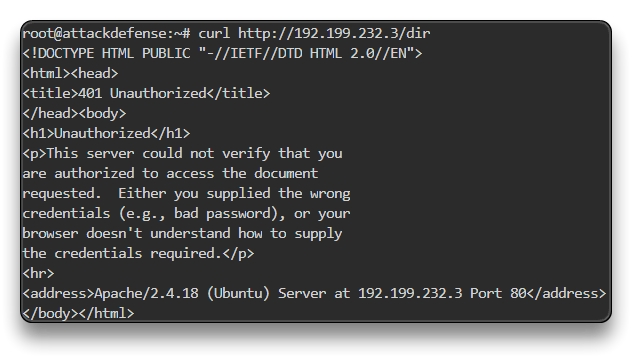 root@attackdefense:~# curl http://192.199.232.3/dir
<!DOCTYPE HTML PUBLIC "-//IETF//DTD HTML 2.0//EN">
<html><head>
<title>401 Unauthorized</title>
</head><body>
<h1>Unauthorized</h1>
<p>This server could not verify that you
are authorized to access the document
requested.  Either you supplied the wrong
credentials (e.g., bad password), or your
browser doesn't understand how to supply
the credentials required.</p>
<hr>
<address>Apache/2.4.18 (Ubuntu) Server at 192.199.232.3 Port 80</address>
</body></html>